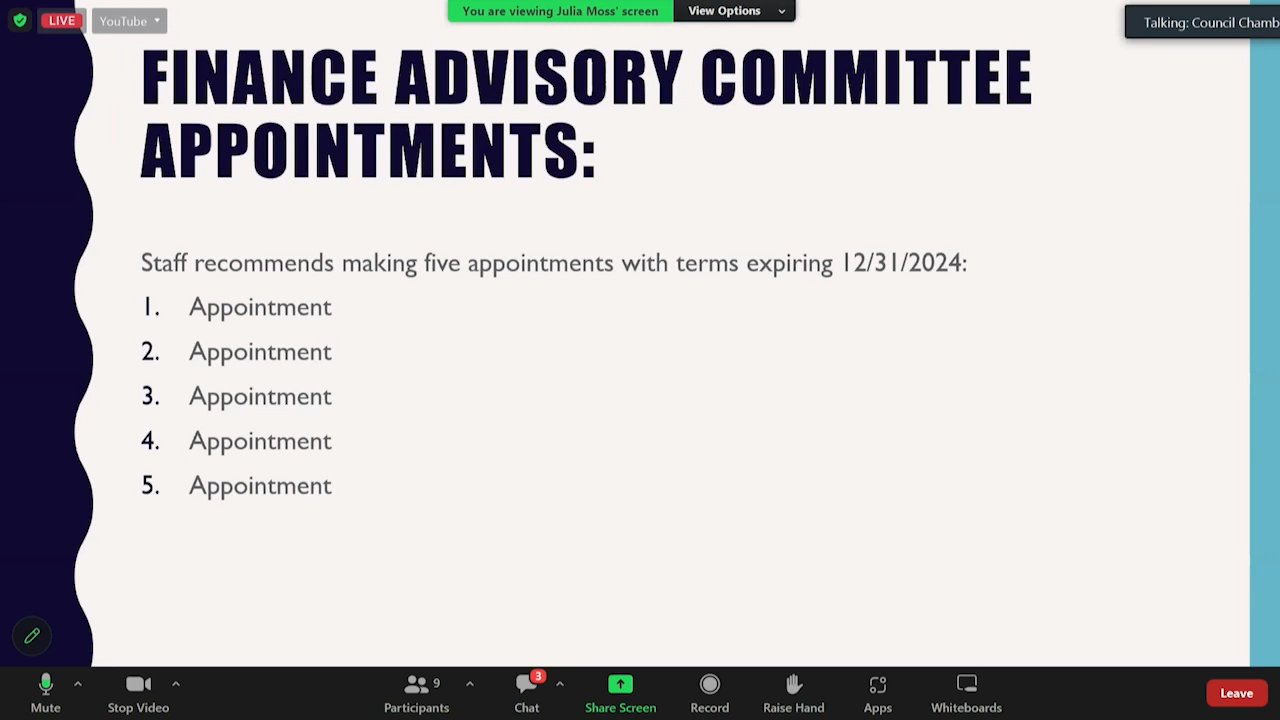 LIVE
YouTube
You are viewing Julia Moss' screen
View Options
Talking: Council Chamb
FINANCE ADVISORY COMMITTEE
APPOINTMENTS:
Staff recommends making five appointments with terms expiring 12/31/2024:
1. Appointment
2. Appointment
3. Appointment
4. Appointment
5. Appointment
Mute
Stop Video
9
Participants
3
Chat
Share Screen
Record
Raise Hand
Apps
Whiteboards
Leave